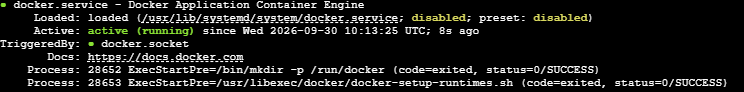 ● docker.service - Docker Application Container Engine
Loaded: loaded (/usr/lib/systemd/system/docker.service; disabled; preset: disabled)
Active: active (running) since Wed 2026-09-30 10:13:25 UTC; 8s ago
TriggeredBy: ● docker.socket
Docs: https://docs.docker.com
Process: 28652 ExecStartPre=/bin/mkdir -p /run/docker (code=exited, status=0/SUCCESS)
Process: 28653 ExecStartPre=/usr/libexec/docker/docker-setup-runtimes.sh (code=exited, status=0/SUCCESS)